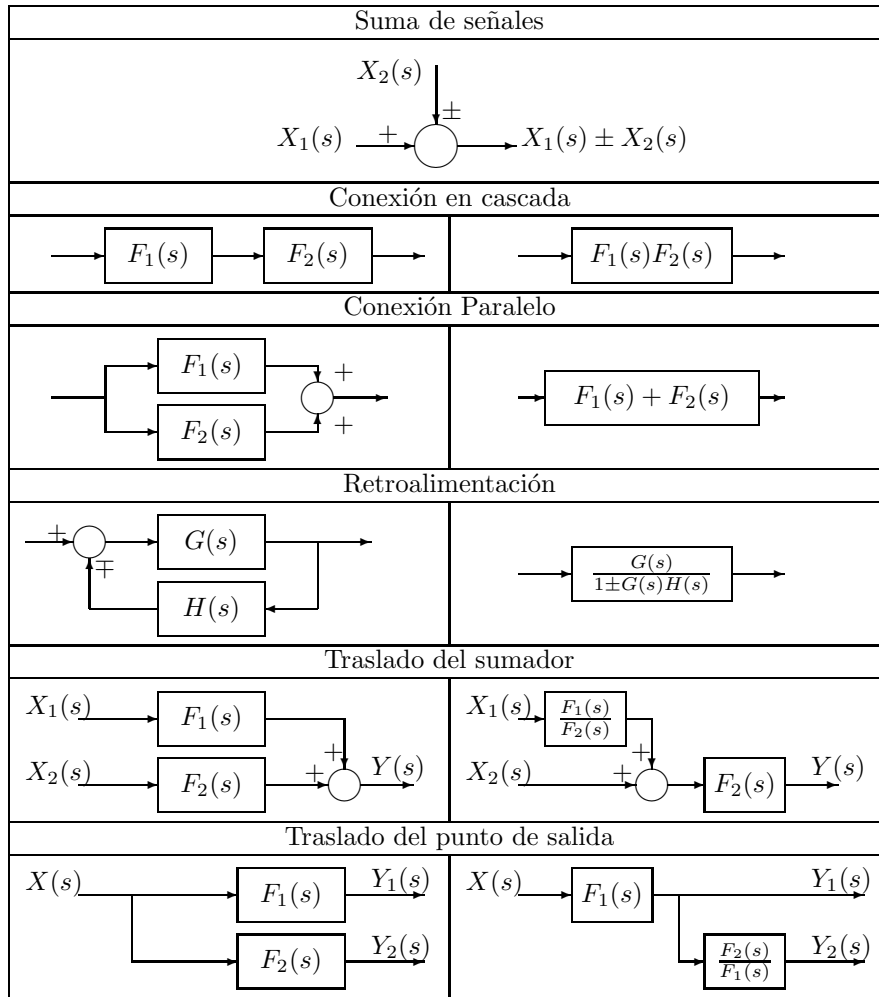 Suma de señales
X₂(s)
±
X₁(s) + X₁(s) ± X₂(s)
Conexión en cascada
F₁(s) F₂(s) F₁(s)F₂(s)
Conexión Paralelo
F₁(s) +
F₁(s) + F₂(s)
F₂(s) +
Retroalimentación
+ G(s)
∓
G(s)/1±G(s)H(s)
H(s)
Traslado del sumador
X₁(s) F₁(s) X₁(s) F₁(s)/F₂(s)
+ +
X₂(s) F₂(s) + Y(s) X₂(s) + F₂(s) Y(s)
Traslado del punto de salida
X(s) F₁(s) Y₁(s) X(s) F₁(s) Y₁(s)
F₂(s) Y₂(s) F₂(s)/F₁(s) Y₂(s)